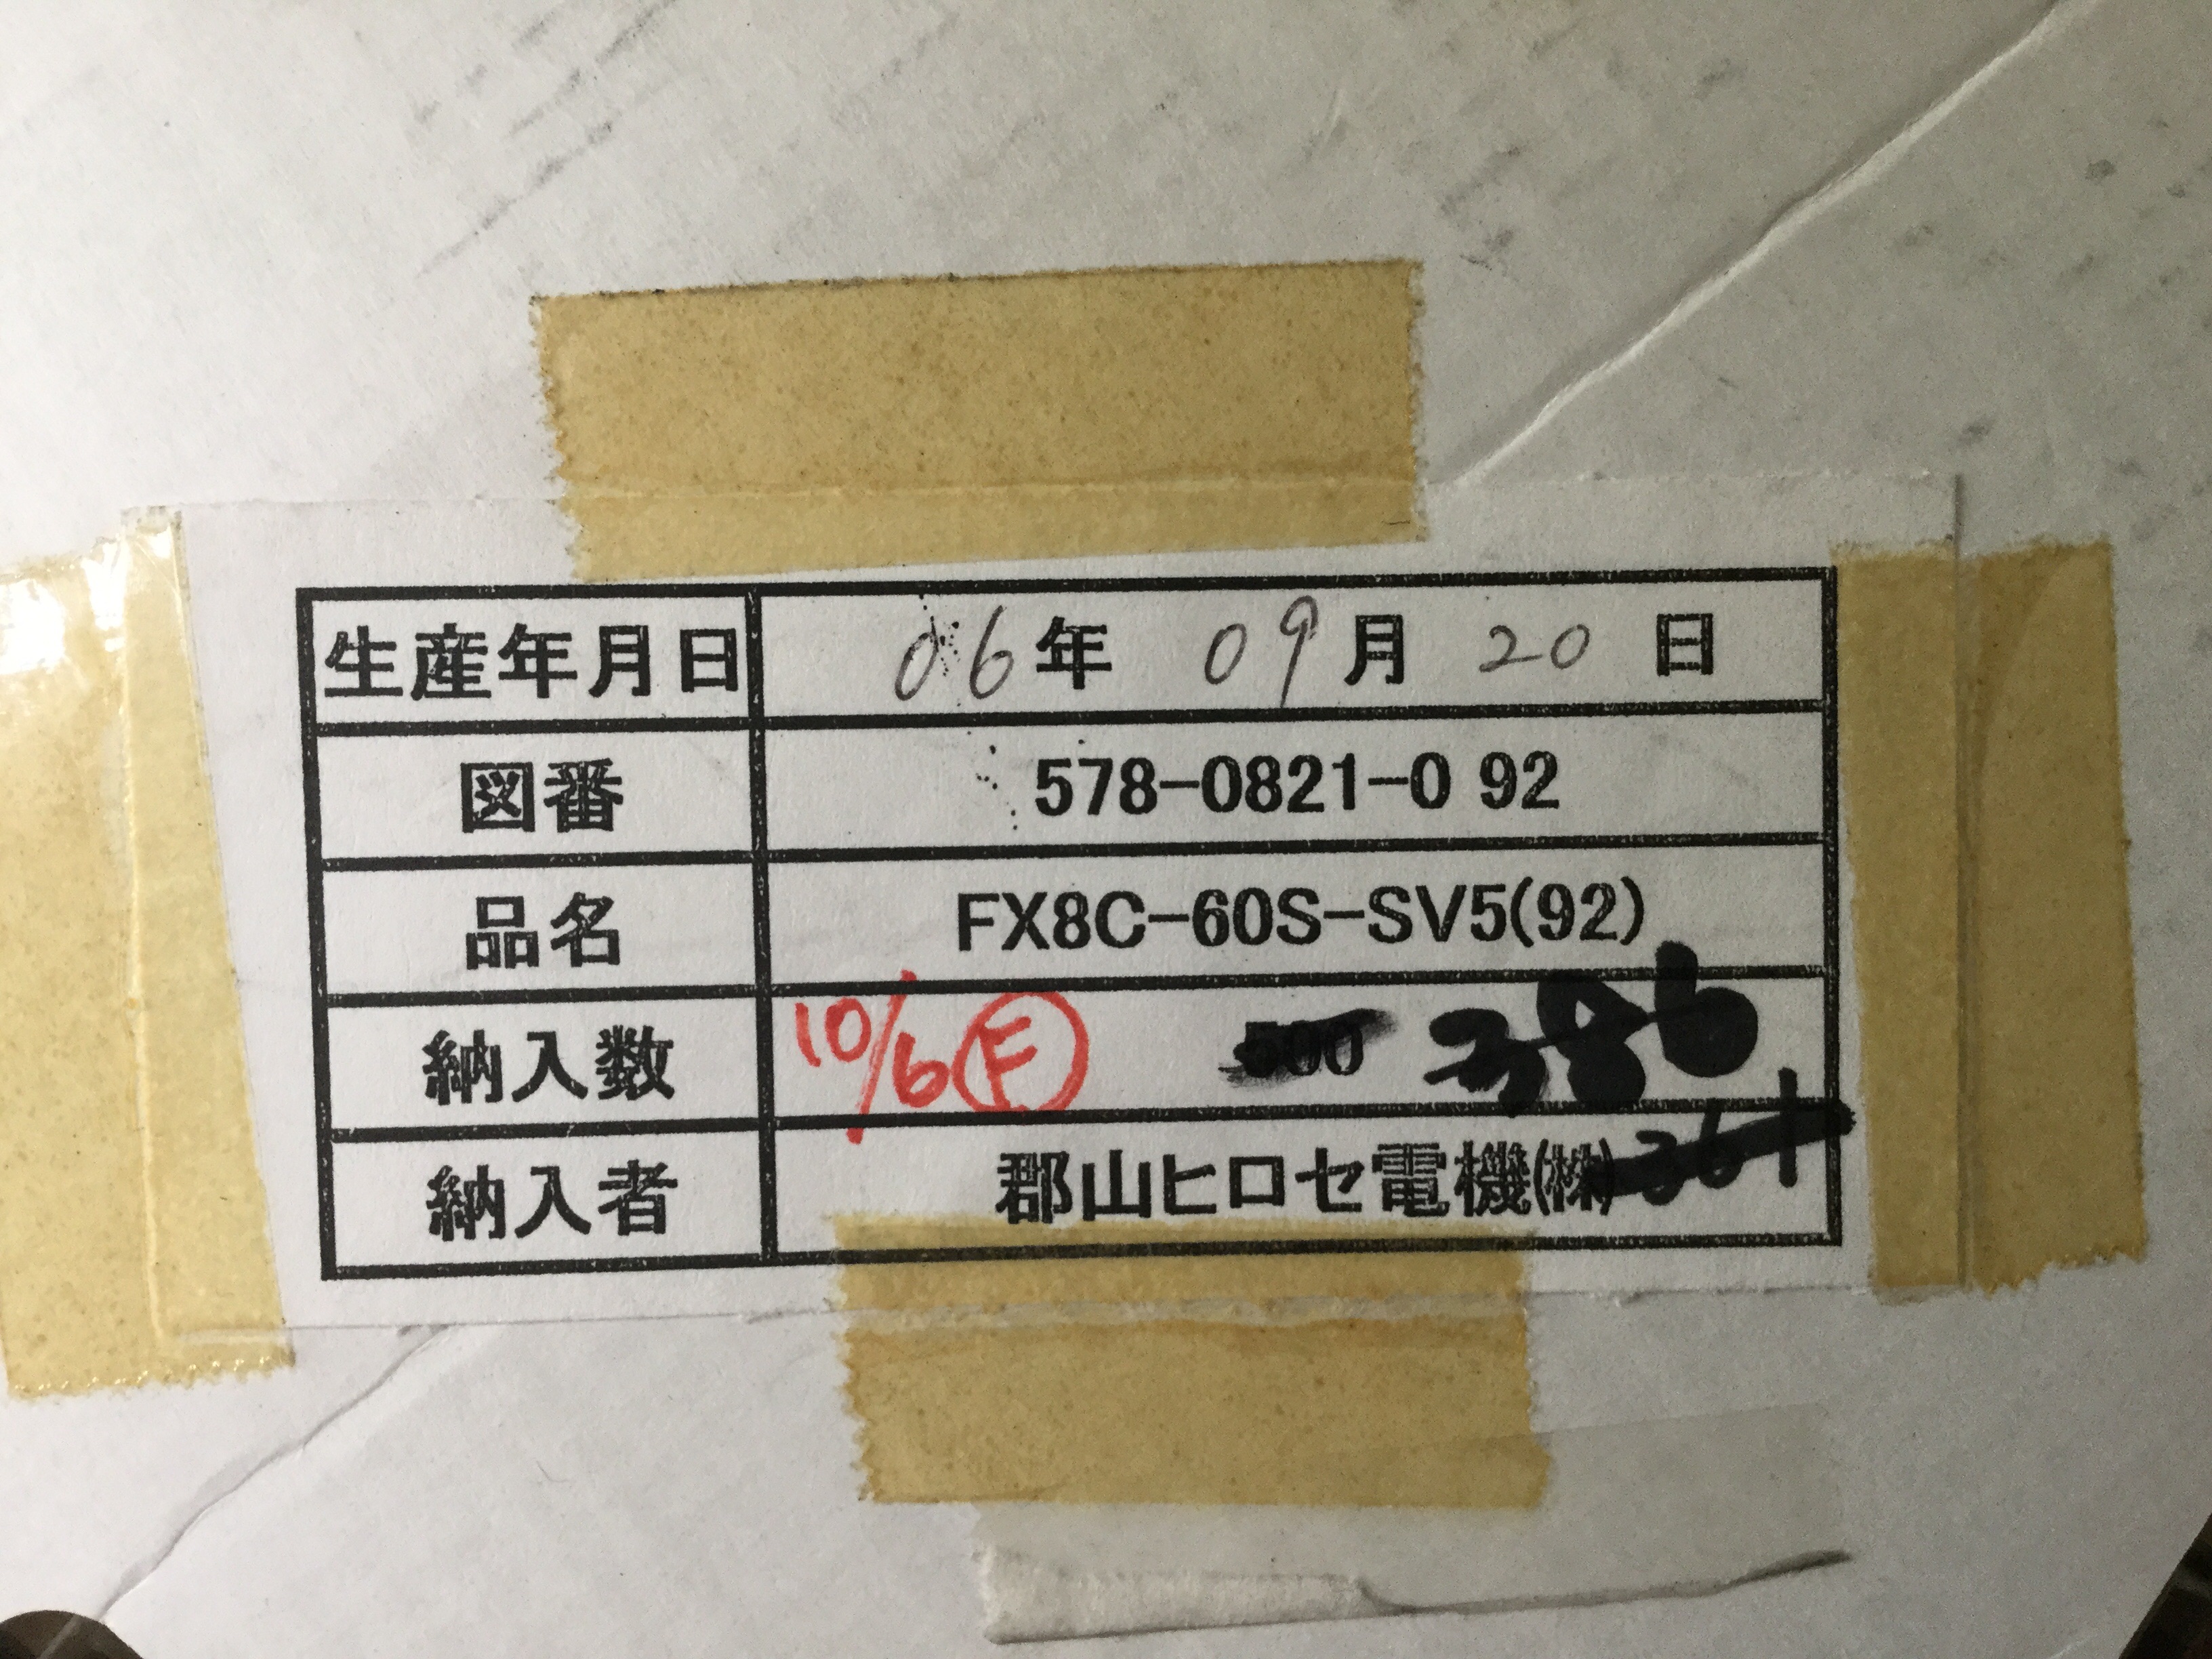 生産年月日 06年 09月 20日
図番 578-0821-0 92
品名 FX8C-60S-SV5(92)
納入数 10/6 F 500 386
納入者 郡山ヒロセ電機(株) 361